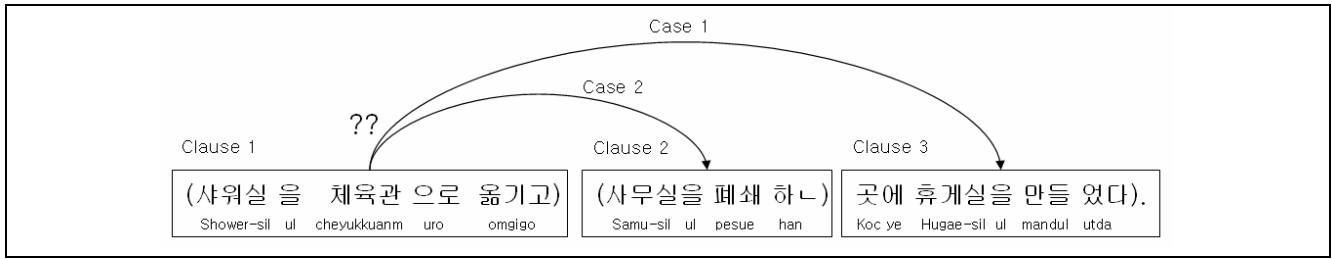 Case 1
Case 2
??
Clause 1 Clause 2 Clause 3
(샤워실 을 체육관 으로 옮기고) (사무실을 폐쇄 하ㄴ) 곳에 휴게실을 만들 었다).
Shower-sil ul cheyukkuanm uro omgigo Samu-sil ul pesue han Koc ye Hugae-sil ul mandul utda